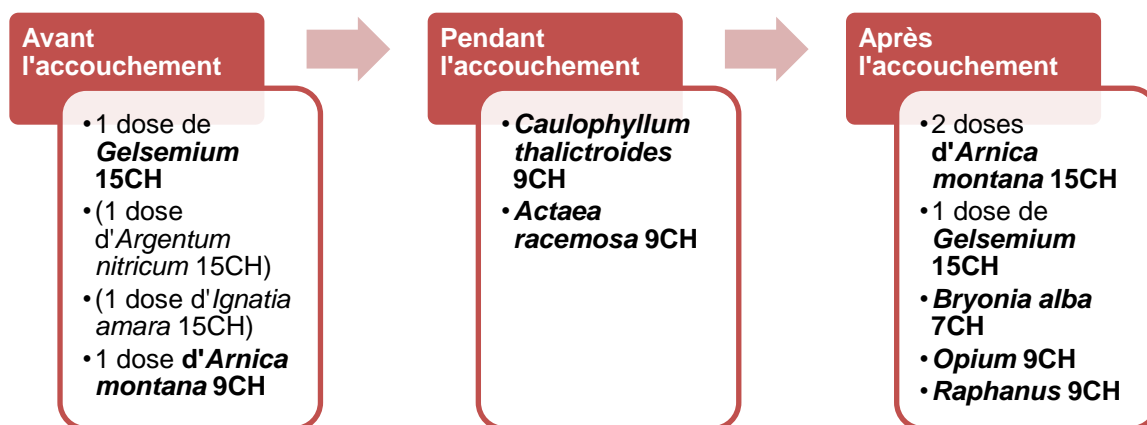 Avant
l'accouchement
•1 dose de
Gelsemium
15CH
•(1 dose
d'Argentum
nitricum 15CH)
•(1 dose d'Ignatia
amara 15CH)
•1 dose d'Arnica
montana 9CH
Pendant
l'accouchement
•Caulophyllum
thalictroides
9CH
•Actaea
racemosa 9CH
Après
l'accouchement
•2 doses
d'Arnica
montana 15CH
•1 dose de
Gelsemium
15CH
•Bryonia alba
7CH
•Opium 9CH
•Raphanus 9CH